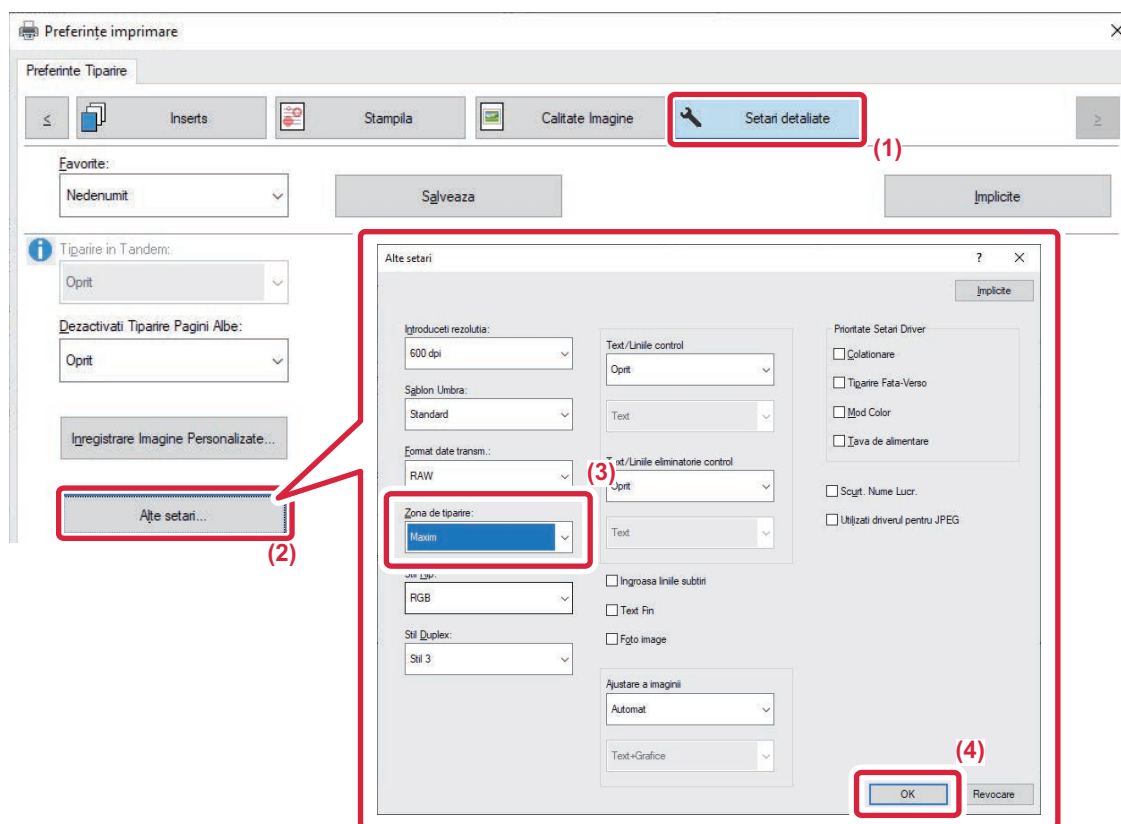 Preferințe imprimare
Preferinte Tiparire
Inserts
Stampila
Calitate Imagine
Setari detaliate
(1)
Favorite:
Nedenumit
Salveaza
Implicite
Tiparire in Tandem:
Oprit
Dezactivati Tiparire Pagini Albe:
Oprit
Inregistrare Imagine Personalizate...
Alte setari...
(2)
Alte setari
Implicite
Introduceti rezolutia:
600 dpi
Sablon Umbra:
Standard
Format date transm.:
RAW
(3)
Zona de tiparire:
Maxim
Stil Rip:
RGB
Stil Duplex:
Stil 3
Text/Liniile control
Oprit
Text
Text/Liniile eliminatorie control
Oprit
Text
Ingroasa liniile subtiri
Text Fin
Foto image
Ajustare a imaginii
Automat
Text+Grafice
Prioritate Setari Driver
Colationare
Tiparire Fata-Verso
Mod Color
Tava de alimentare
Scurt. Nume Lucr.
Utilizati driverul pentru JPEG
(4)
OK
Revocare